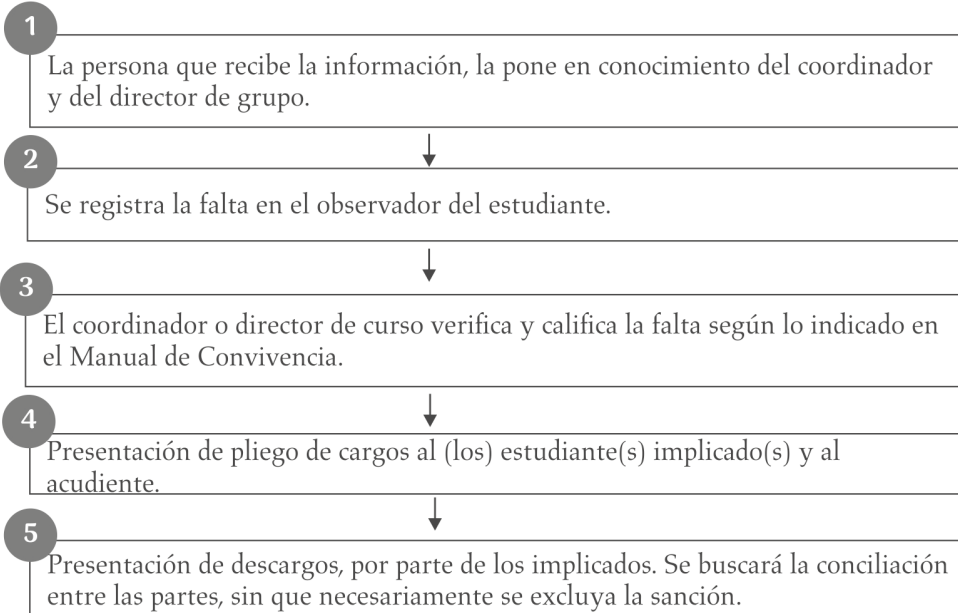 1
La persona que recibe la información, la pone en conocimiento del coordinador
y del director de grupo.
2
Se registra la falta en el observador del estudiante.
3
El coordinador o director de curso verifica y califica la falta según lo indicado en
el Manual de Convivencia.
4
Presentación de pliego de cargos al (los) estudiante(s) implicado(s) y al
acudiente.
5
Presentación de descargos, por parte de los implicados. Se buscará la conciliación
entre las partes, sin que necesariamente se excluya la sanción.